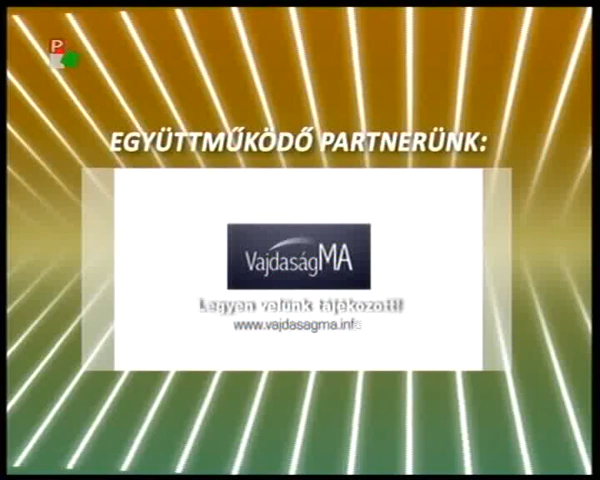 P
EGYÜTTMŰKÖDŐ PARTNERÜNK:
VajdaságMA
Legyen velünk tájékozott!
www.vajdasagma.info